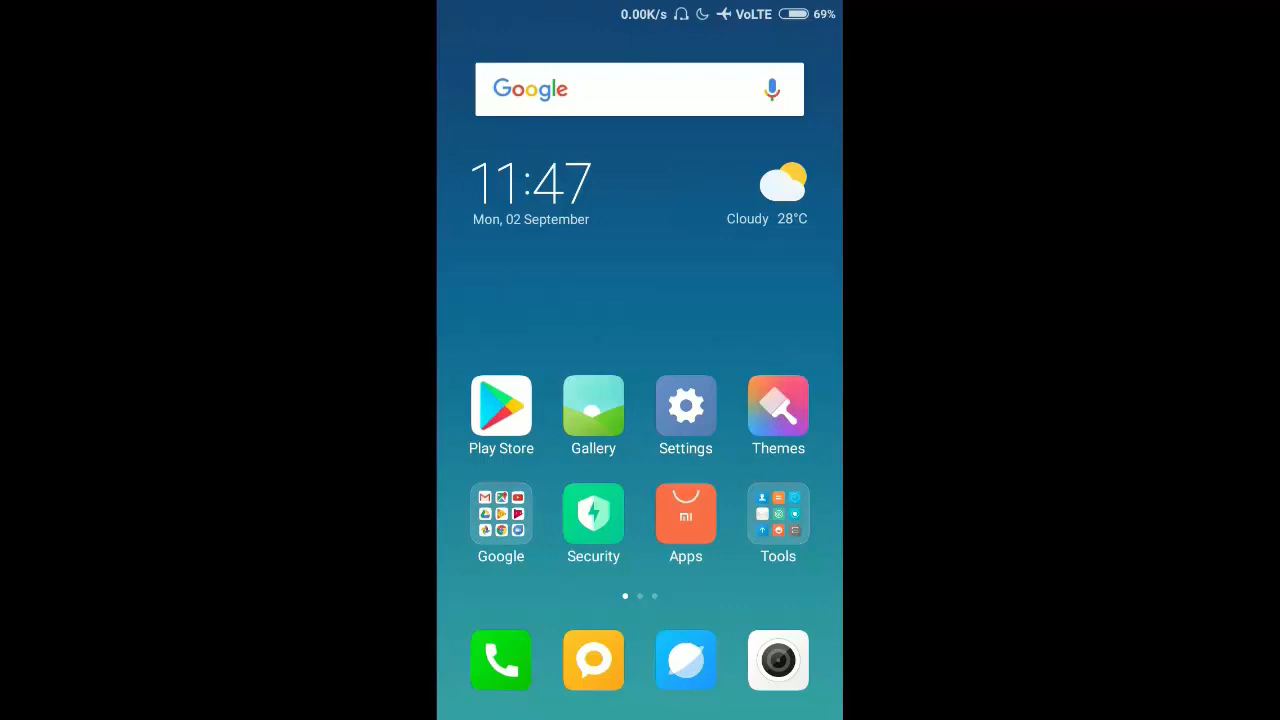 0.00K/s VoLTE 69%
Google
11:47
Mon, 02 September
Cloudy 28°C
Play Store Gallery Settings Themes
mi
Google Security Apps Tools